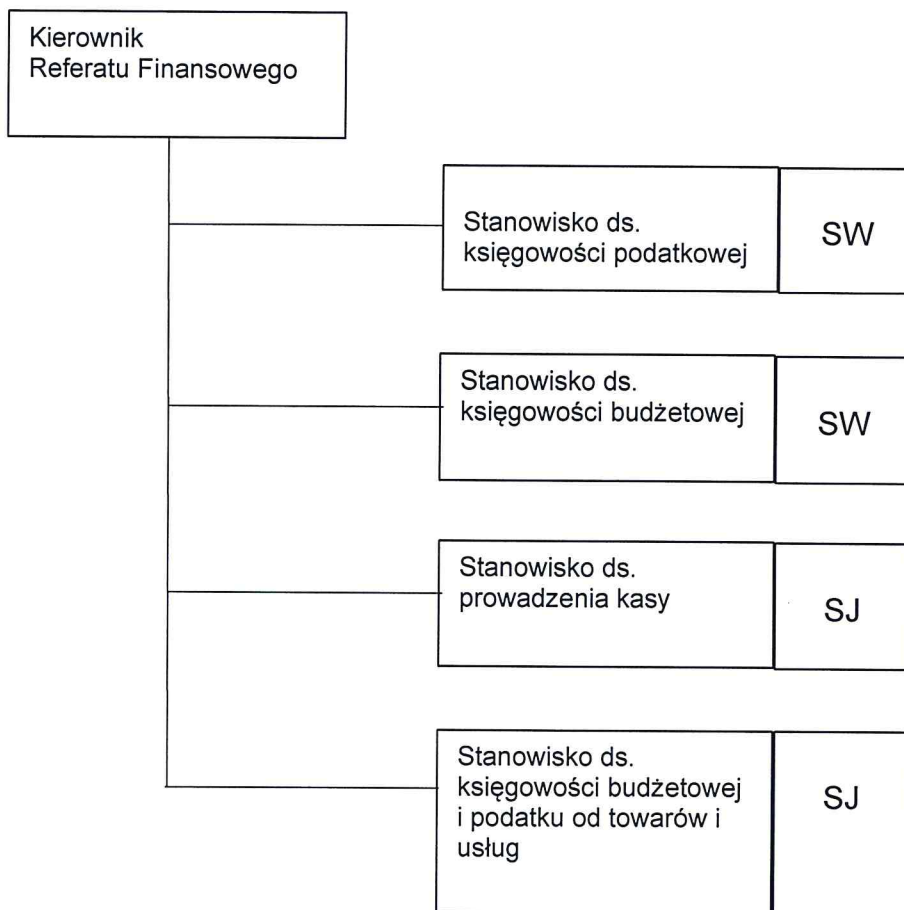 Kierownik
Referatu Finansowego
Stanowisko ds.
księgowości podatkowej
SW
Stanowisko ds.
księgowości budżetowej
SW
Stanowisko ds.
prowadzenia kasy
SJ
Stanowisko ds.
księgowości budżetowej
i podatku od towarów i
usług
SJ